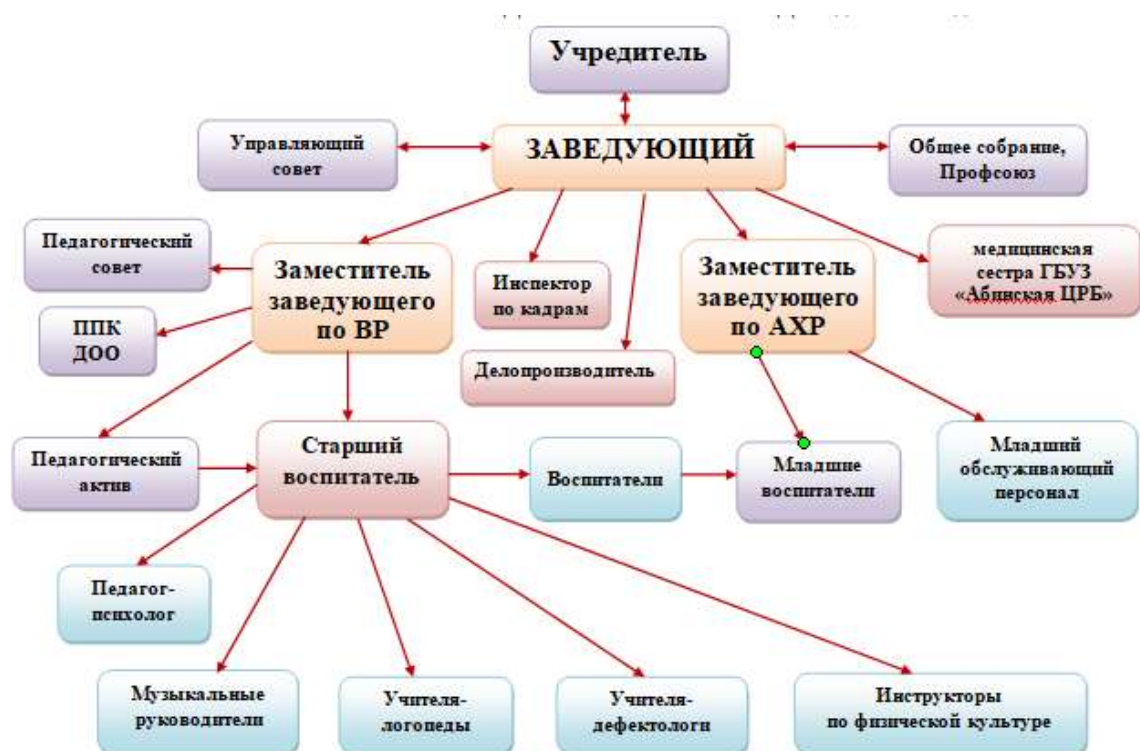 Учредитель
Управляющий
совет
ЗАВЕДУЮЩИЙ
Общее собрание,
Профсоюз
Педагогический
совет
Заместитель
заведующего
по ВР
Инспектор
по кадрам
Заместитель
заведующего
по АХР
медицинская
сестра ГБУЗ
«Абинская ЦРБ»
ППК
ДОО
Делопроизводитель
Педагогический
актив
Старший
воспитатель
Воспитатели
Младшие
воспитатели
Младший
обслуживающий
персонал
Педагог-
психолог
Музыкальные
руководители
Учителя-
логопеды
Учителя-
дефектологи
Инструкторы
по физической культуре